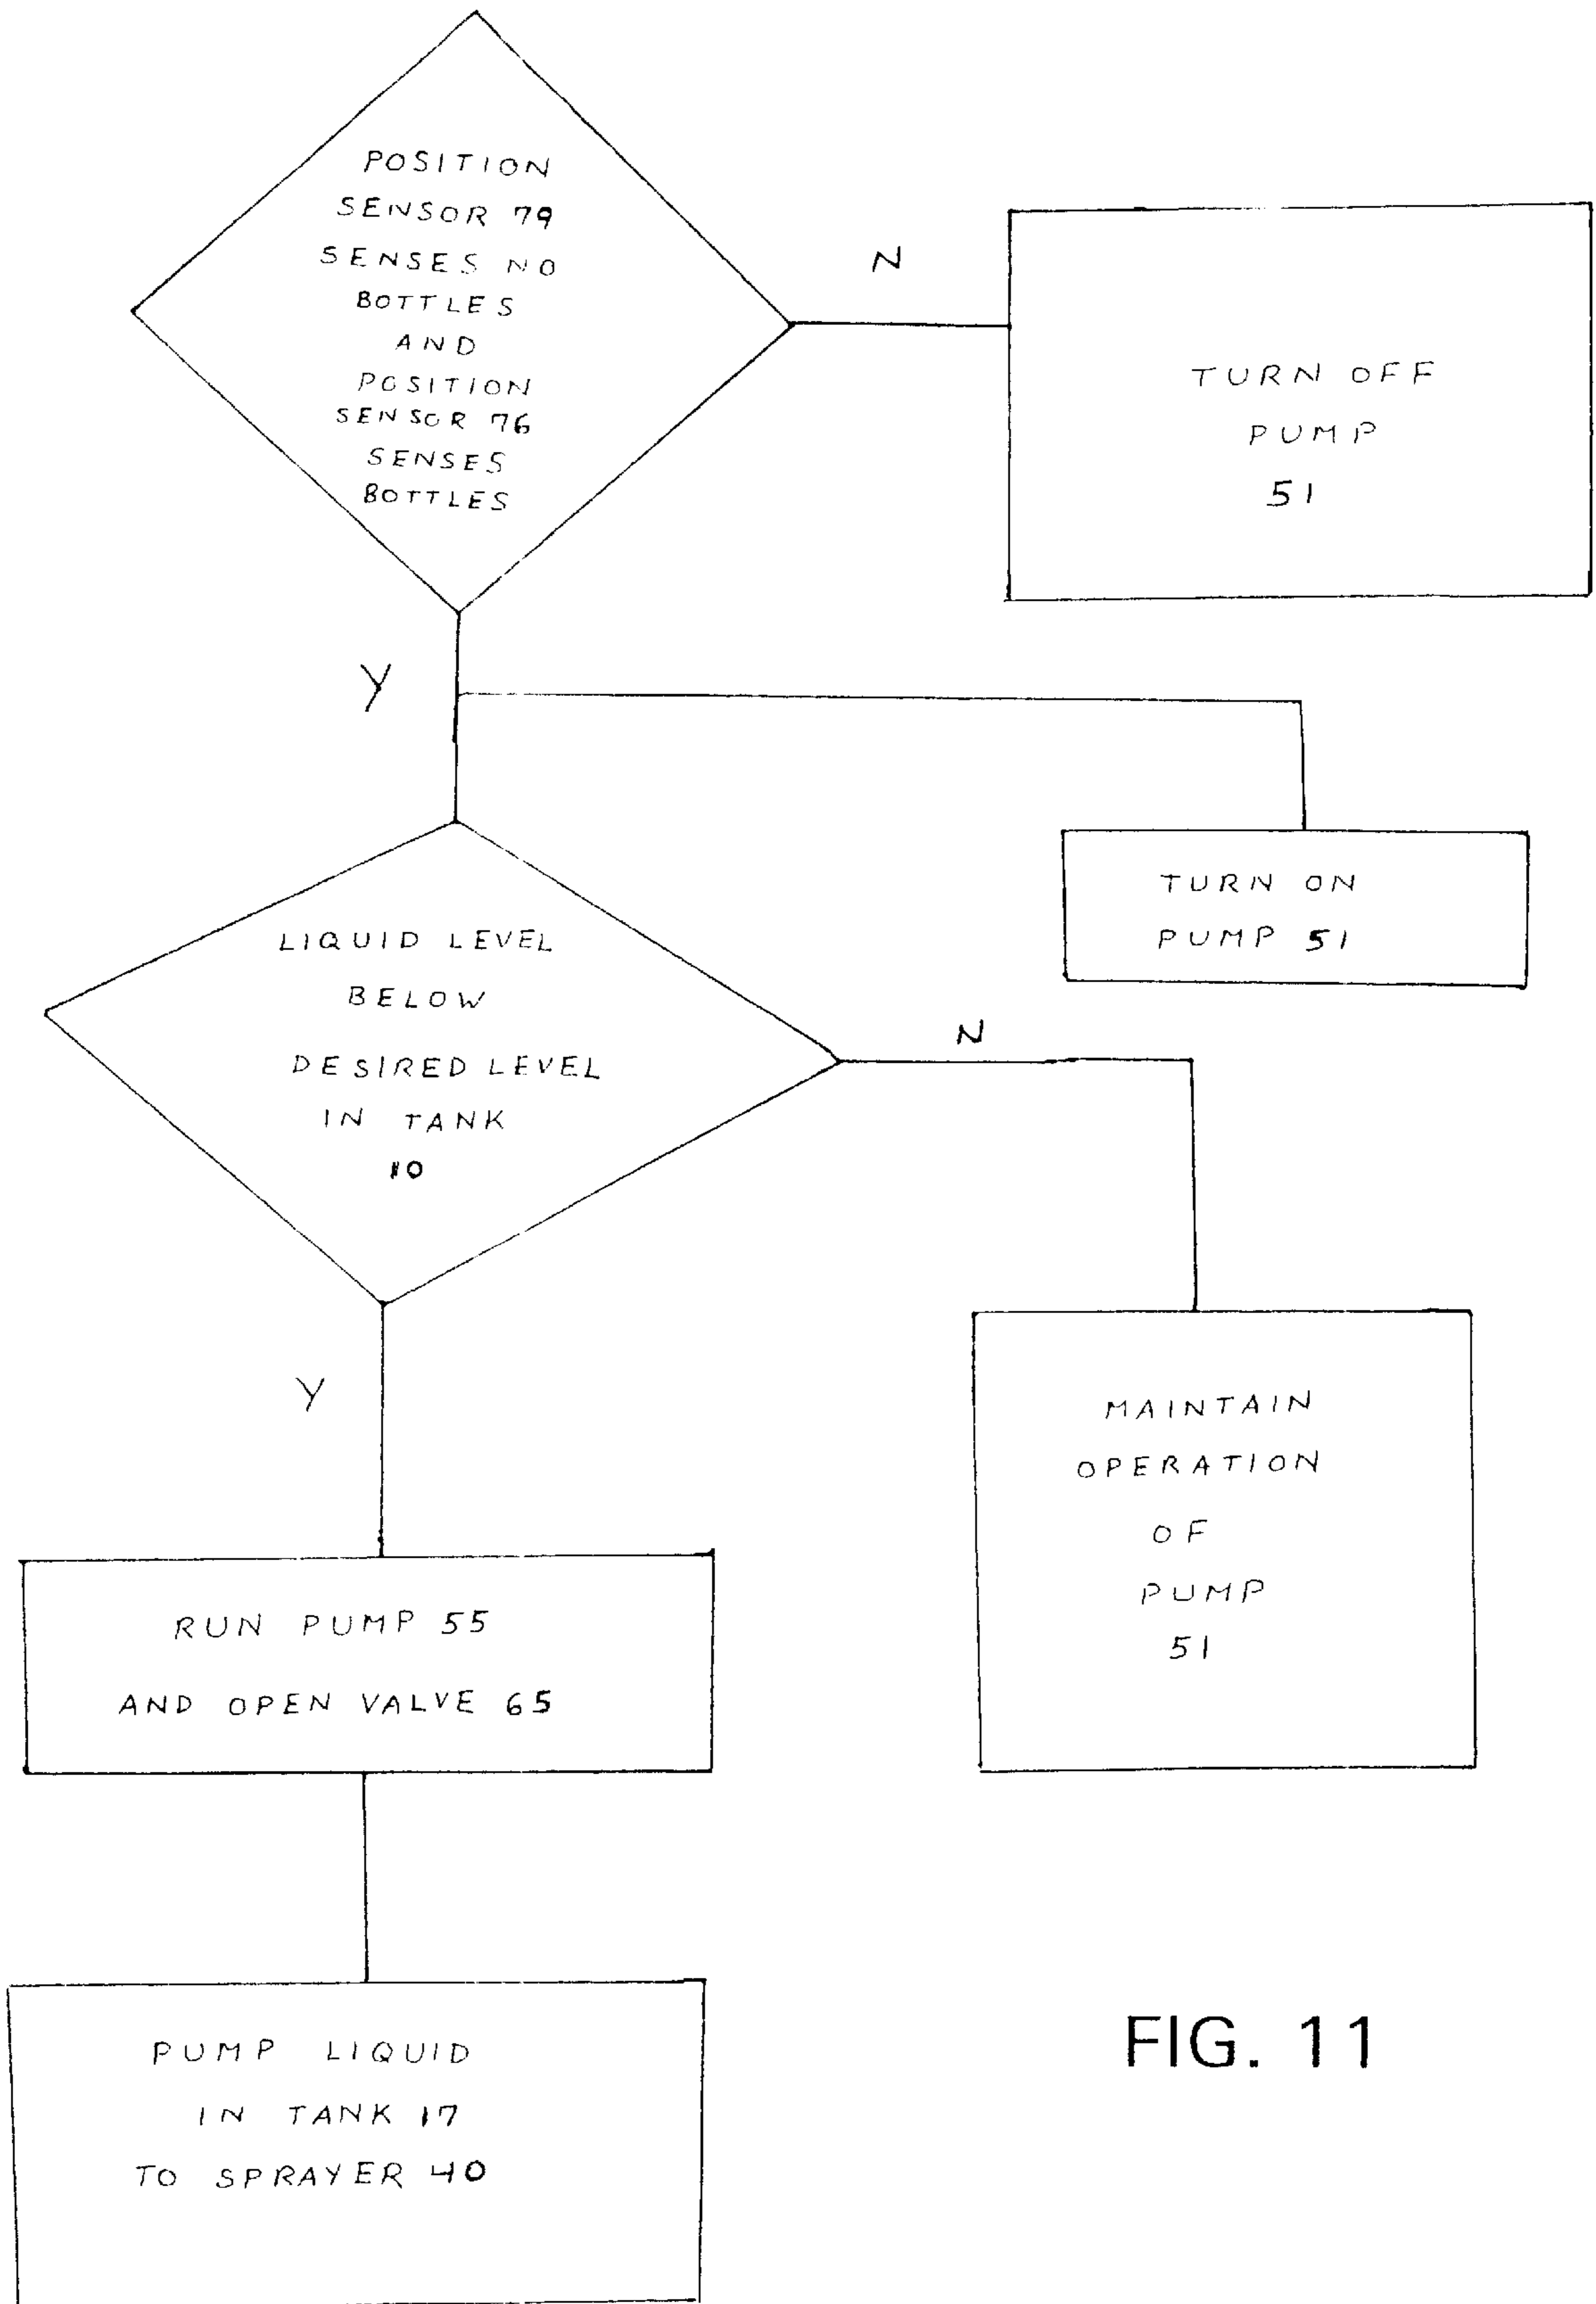 POSITION
SENSOR 79
SENSES NO
BOTTLES
AND
POSITION
SENSOR 76
SENSES
BOTTLES
N
TURN OFF
PUMP
51
Y
TURN ON
PUMP 51
LIQUID LEVEL
BELOW
DESIRED LEVEL
IN TANK
10
N
Y
MAINTAIN
OPERATION
OF
PUMP
51
RUN PUMP 55
AND OPEN VALVE 65
PUMP LIQUID
IN TANK 17
TO SPRAYER 40
FIG. 11